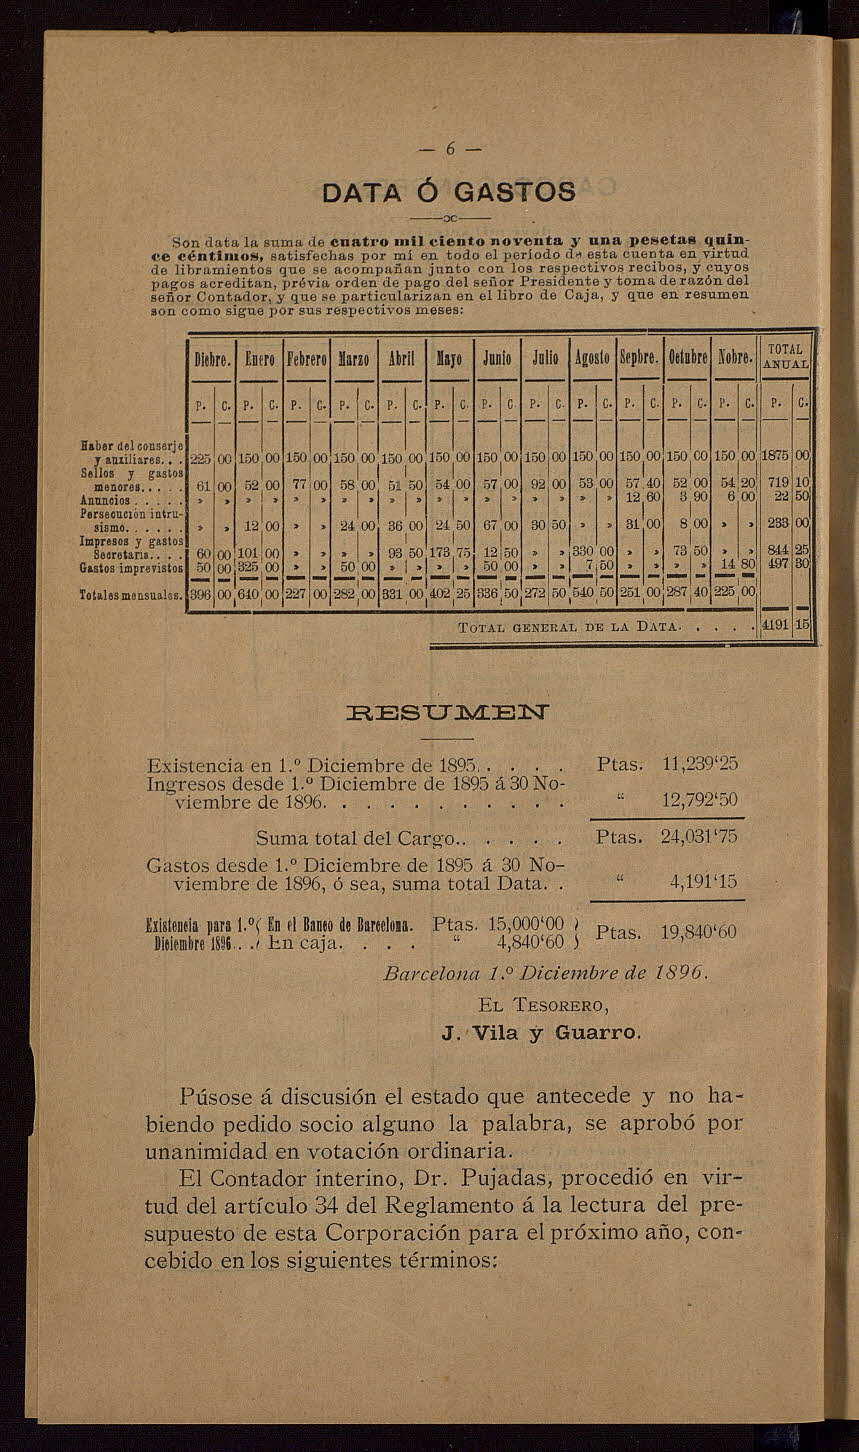 — 6 —
DATA Ó GASTOS
Son data la suma de cuatro mil ciento noventa y una pesetas quin-
ce céntimos, satisfechas por mí en todo el período de esta cuenta en virtud
de libramientos que se acompañan junto con los respectivos recibos, y cuyos
pagos acreditan, prévia orden de pago del señor Presidente y toma de razón del
señor Contador, y que se particularizan en el libro de Caja, y que en resumen
son como sigue por sus respectivos meses:
Dicbre. Enero Febrero Marzo Abril Mayo Junio Julio Agosto Sepbre. Octubre Nobre. TOTAL ANUAL
P. C. P. C. P. C. P. C. P. C. P. C. P. C. P. C. P. C. P. C. P. C. P. C. P. C.
Haber del conserje
y auxiliares. . . 225 00 150 00 150 00 150 00 150 00 150 00 150 00 150 00 150 00 150 00 150 00 150 00 1875 00
Sellos y gastos
menores. . . . . 61 00 52 00 77 00 58 00 51 50 54 00 57 00 92 00 53 00 57 40 52 00 54 20 719 10
Anuncios . . . . . » » » » » » » » » » » » » » » » » » 12 60 3 90 6 00 22 50
Persecución intru-
sismo. . . . . . » » 12 00 » » 24 00 36 00 24 50 67 00 30 50 » » 31 00 8 00 » » 233 00
Impresos y gastos
Secretaría. . . . 60 00 101 00 » » » » 93 50 173 75 12 50 » » 330 00 » » 73 50 » » 844 25
Gastos imprevistos 50 00 325 00 » » 50 00 » » » » 50 00 » » 7 50 » » » » 14 80 497 30
Totales mensuales. 396 00 640 00 227 00 282 00 331 00 402 25 336 50 272 50 540 50 251 00 287 40 225 00
TOTAL GENERAL DE LA DATA. . . . . 4191 15
RESUMEN
Existencia en 1.º Diciembre de 1895. . . . . Ptas. 11,239‘25
Ingresos desde 1.º Diciembre de 1895 á 30 No-
viembre de 1896. . . . . . . . . . . “ 12,792‘50
Suma total del Cargo.. . . . . . Ptas. 24,031‘75
Gastos desde 1.º Diciembre de 1895 á 30 No-
viembre de 1896, ó sea, suma total Data. . “ 4,191‘15
Existencia para 1.º ( En el Banco de Barcelona. Ptas. 15,000‘00 ) Ptas. 19,840‘60
Diciembre 1896. . . ( En caja. . . . . “ 4,840‘60 )
Barcelona 1.º Diciembre de 1896.
EL TESORERO,
J. Vila y Guarro.
Púsose á discusión el estado que antecede y no ha-
biendo pedido socio alguno la palabra, se aprobó por
unanimidad en votación ordinaria.
El Contador interino, Dr. Pujadas, procedió en vir-
tud del artículo 34 del Reglamento á la lectura del pre-
supuesto de esta Corporación para el próximo año, con-
cebido en los siguientes términos: